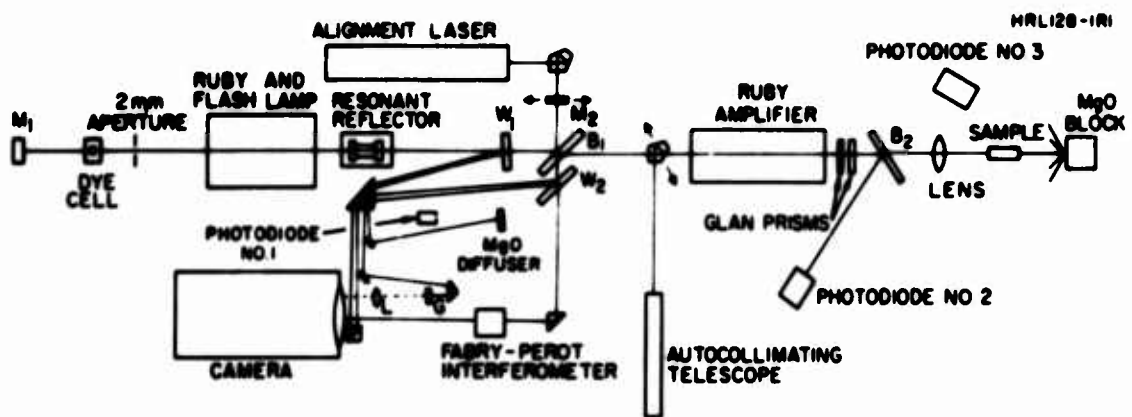 HRL128-1R1
ALIGNMENT LASER
PHOTODIODE NO 3
M1
2mm
APERTURE
RUBY AND
FLASH LAMP
RESONANT
REFLECTOR
W1
M2
B1
RUBY
AMPLIFIER
B2
SAMPLE
MgO
BLOCK
DYE
CELL
W2
LENS
GLAN PRISMS
PHOTODIODE
NO.1
MgO
DIFFUSER
PHOTODIODE NO 2
L
G
CAMERA
FABRY-PEROT
INTERFEROMETER
AUTOCOLLIMATING
TELESCOPE